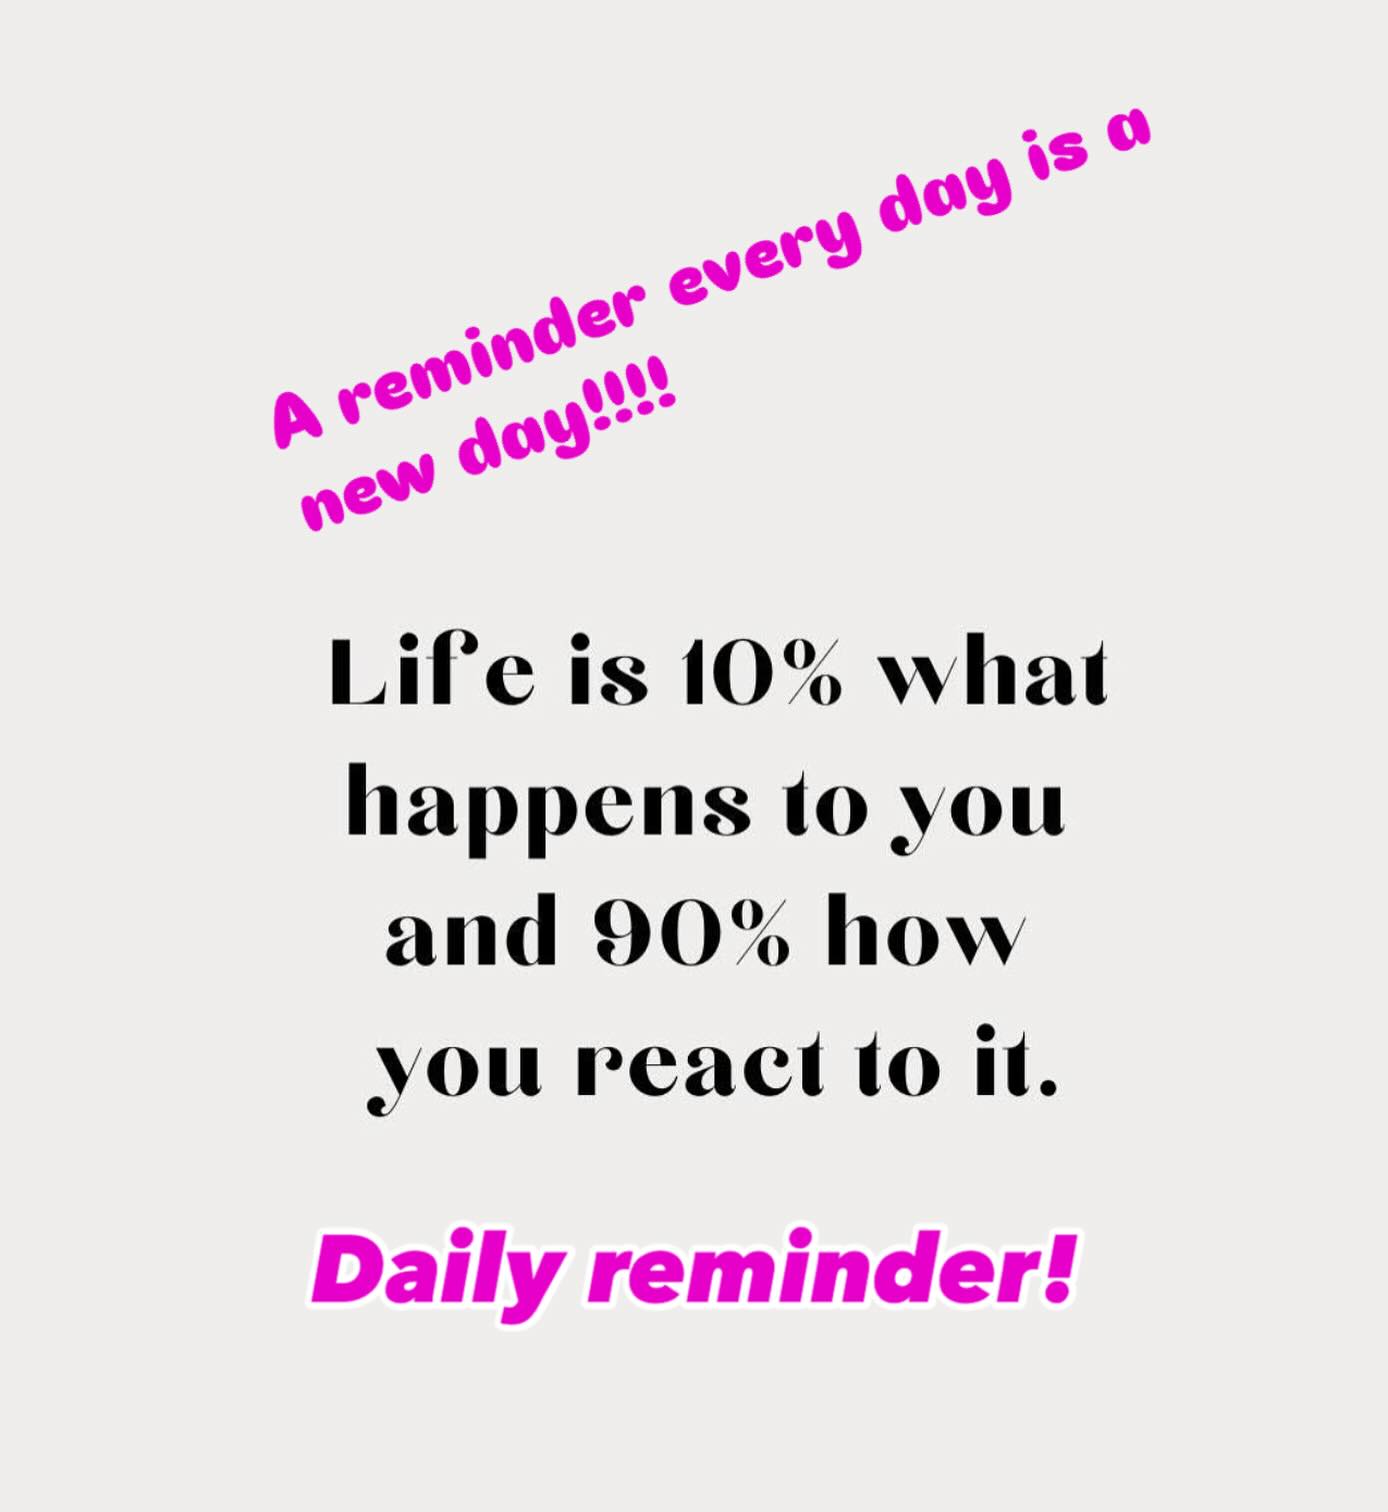 A reminder every day is a
new day!!!!
Life is 10% what
happens to you
and 90% how
you react to it.
Daily reminder!